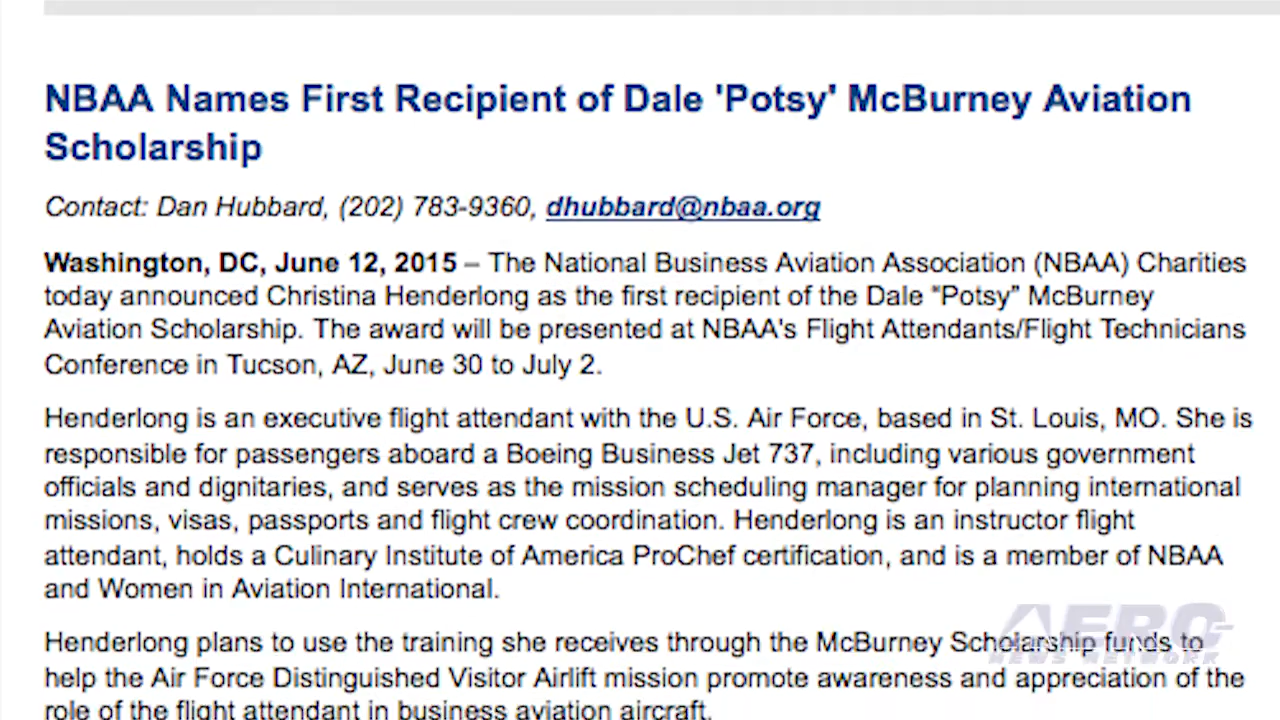 NBAA Names First Recipient of Dale 'Potsy' McBurney Aviation
Scholarship
Contact: Dan Hubbard, (202) 783-9360, dhubbard@nbaa.org
Washington, DC, June 12, 2015 – The National Business Aviation Association (NBAA) Charities
today announced Christina Henderlong as the first recipient of the Dale “Potsy” McBurney
Aviation Scholarship. The award will be presented at NBAA's Flight Attendants/Flight Technicians
Conference in Tucson, AZ, June 30 to July 2.
Henderlong is an executive flight attendant with the U.S. Air Force, based in St. Louis, MO. She is
responsible for passengers aboard a Boeing Business Jet 737, including various government
officials and dignitaries, and serves as the mission scheduling manager for planning international
missions, visas, passports and flight crew coordination. Henderlong is an instructor flight
attendant, holds a Culinary Institute of America ProChef certification, and is a member of NBAA
and Women in Aviation International.
Henderlong plans to use the training she receives through the McBurney Scholarship funds to
help the Air Force Distinguished Visitor Airlift mission promote awareness and appreciation of the
role of the flight attendant in business aviation aircraft.
AERO
NEWS NETWORK